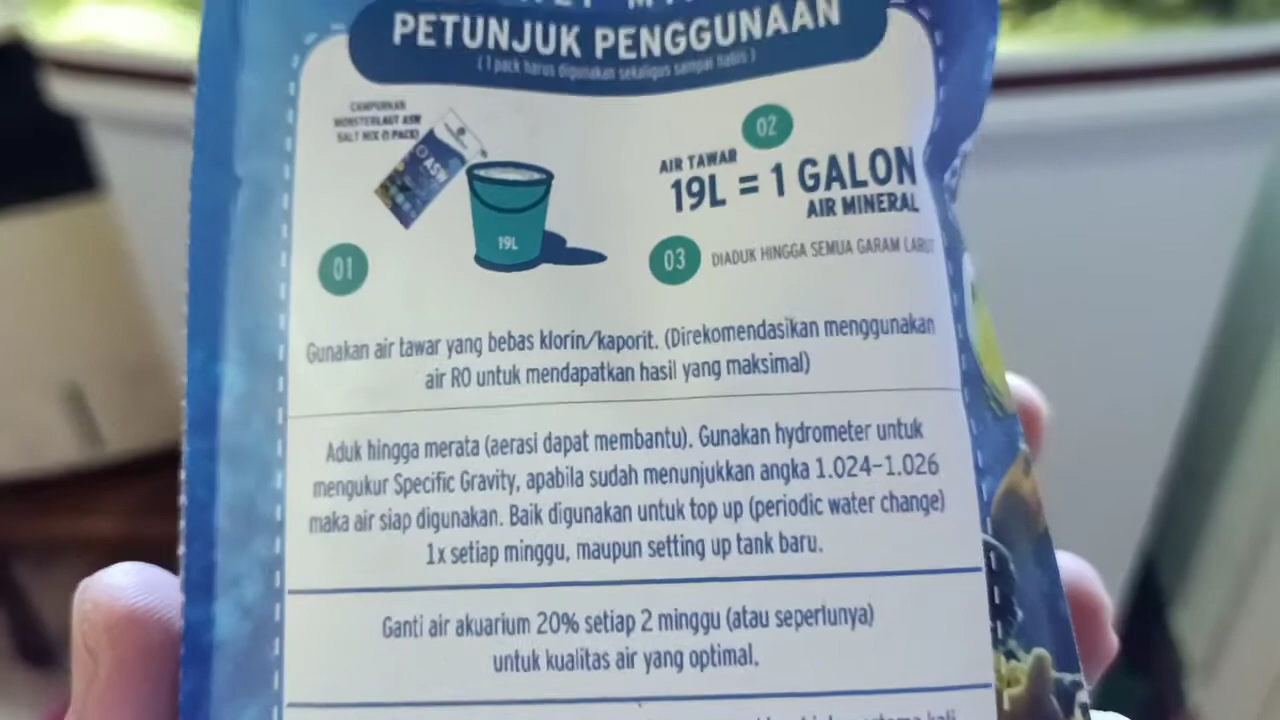 PETUNJUK PENGGUNAAN
(1 pack harus digunakan sekaligus sampai habis)
CAMPURKAN
MONSTERLAUT ASW
SALT MIX (1 PACK)
ASW
19L
01
02
AIR TAWAR
19L = 1 GALON
AIR MINERAL
03
DIADUK HINGGA SEMUA GARAM LARUT
Gunakan air tawar yang bebas klorin/kaporit. (Direkomendasikan menggunakan
air RO untuk mendapatkan hasil yang maksimal)
Aduk hingga merata (aerasi dapat membantu). Gunakan hydrometer untuk
mengukur Specific Gravity, apabila sudah menunjukkan angka 1.024-1.026
maka air siap digunakan. Baik digunakan untuk top up (periodic water change)
1x setiap minggu, maupun setting up tank baru.
Ganti air akuarium 20% setiap 2 minggu (atau seperlunya)
untuk kualitas air yang optimal.